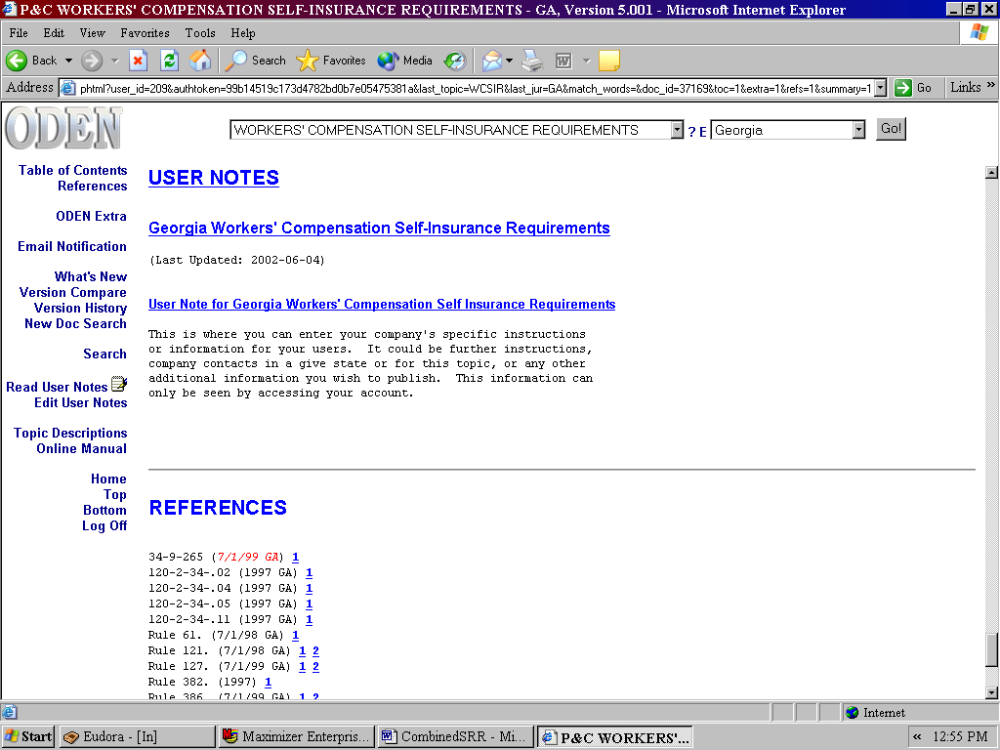 P&C WORKERS' COMPENSATION SELF-INSURANCE REQUIREMENTS - GA, Version 5.001 - Microsoft Internet Explorer
File Edit View Favorites Tools Help
Back Search Favorites Media
Address phtml?user_id=209&authtoken=99b14519c173d4782bd0b7e05475381a&last_topic=WCSIR&last_jur=GA&match_words=&doc_id=37169&toc=1&extra=1&refs=1&summary=1 Go Links »
ODEN
WORKERS' COMPENSATION SELF-INSURANCE REQUIREMENTS ? E Georgia Go!
Table of Contents
References
ODEN Extra
Email Notification
What's New
Version Compare
Version History
New Doc Search
Search
Read User Notes
Edit User Notes
Topic Descriptions
Online Manual
Home
Top
Bottom
Log Off
USER NOTES
Georgia Workers' Compensation Self-Insurance Requirements
(Last Updated: 2002-06-04)
User Note for Georgia Workers' Compensation Self Insurance Requirements
This is where you can enter your company's specific instructions
or information for your users. It could be further instructions,
company contacts in a give state or for this topic, or any other
additional information you wish to publish. This information can
only be seen by accessing your account.
REFERENCES
34-9-265 (7/1/99 GA) 1
120-2-34-.02 (1997 GA) 1
120-2-34-.04 (1997 GA) 1
120-2-34-.05 (1997 GA) 1
120-2-34-.11 (1997 GA) 1
Rule 61. (7/1/98 GA) 1
Rule 121. (7/1/98 GA) 1 2
Rule 127. (7/1/99 GA) 1 2
Rule 382. (1997) 1
Rule 386. (7/1/99 GA) 1 2
Internet
Start Eudora - [In] Maximizer Enterpris... CombinedSRR - Mi... P&C WORKERS'... « 12:55 PM